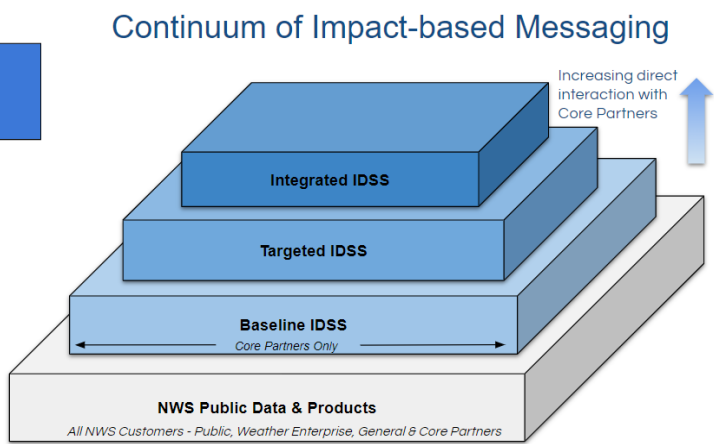 Continuum of Impact-based Messaging
Increasing direct
interaction with
Core Partners
Integrated IDSS
Targeted IDSS
Baseline IDSS
Core Partners Only
NWS Public Data & Products
All NWS Customers - Public, Weather Enterprise, General & Core Partners